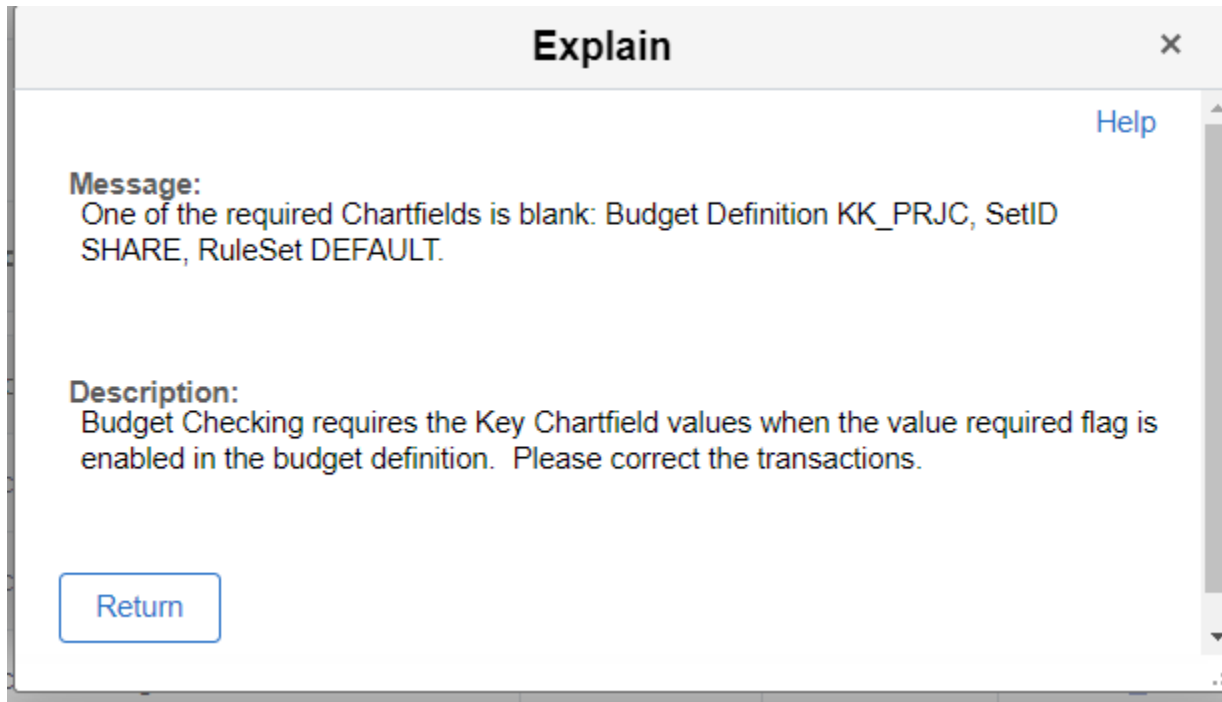 Explain
×
Help
Message:
One of the required Chartfields is blank: Budget Definition KK_PRJC, SetID
SHARE, RuleSet DEFAULT.
Description:
Budget Checking requires the Key Chartfield values when the value required flag is
enabled in the budget definition.  Please correct the transactions.
Return